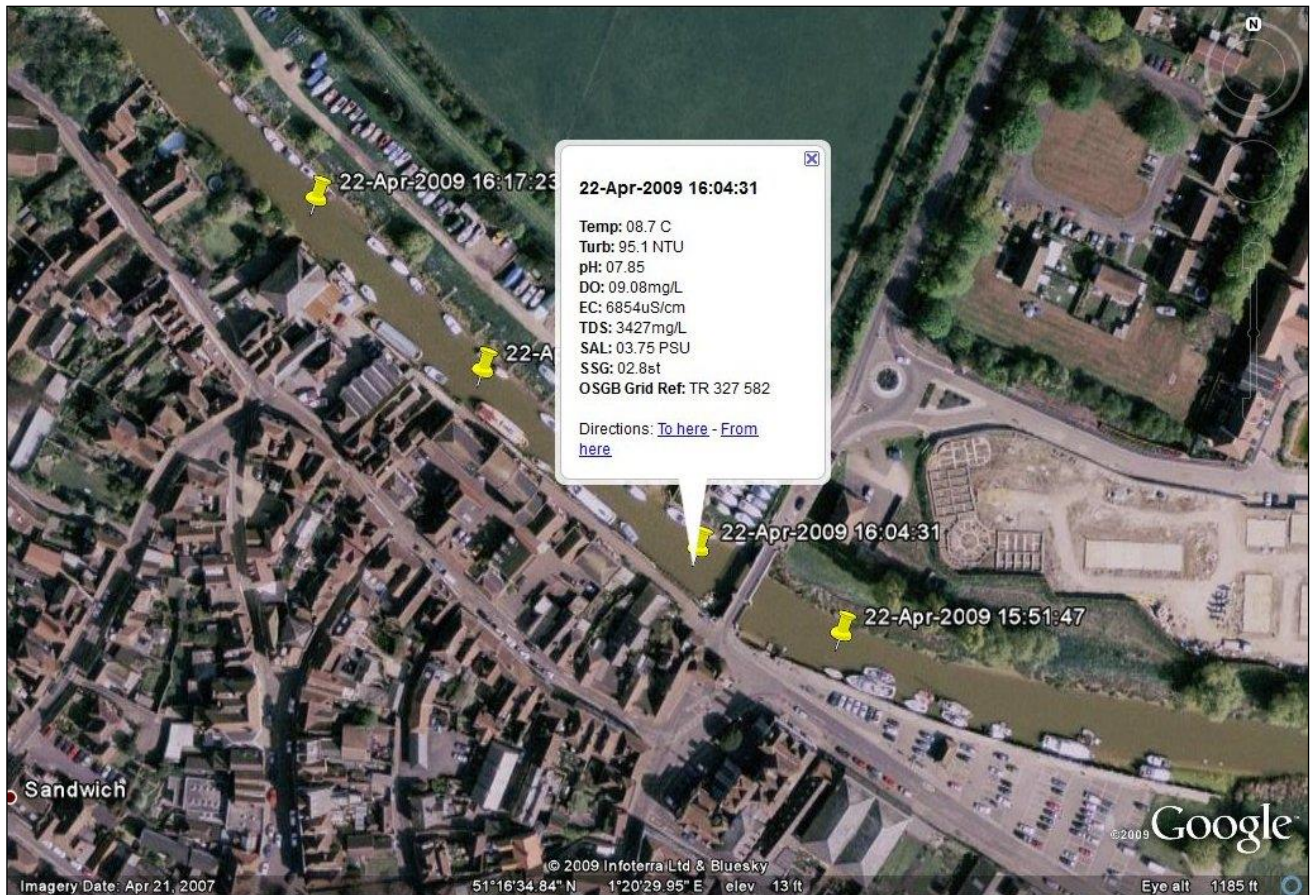 N
22-Apr-2009 16:17:23
22-A
22-Apr-2009 16:04:31
Temp: 08.7 C
Turb: 95.1 NTU
pH: 07.85
DO: 09.08mg/L
EC: 6854uS/cm
TDS: 3427mg/L
SAL: 03.75 PSU
SSG: 02.8st
OSGB Grid Ref: TR 327 582
Directions: To here - From
here
22-Apr-2009 16:04:31
22-Apr-2009 15:51:47
Sandwich
©2009 Google
© 2009 Infoterra Ltd & Bluesky
Imagery Date: Apr 21, 2007 51°16'34.84" N 1°20'29.95" E elev 13 ft Eye alt 1185 ft